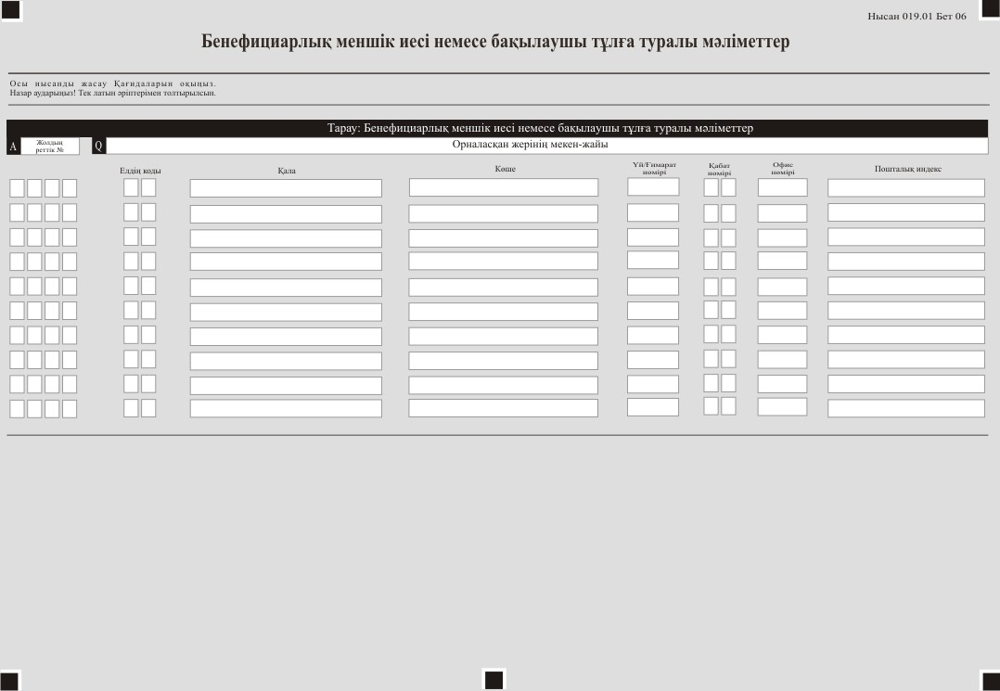 Нысан 019.01 Бет 06
Бенефициарлық меншік иесі немесе бақылаушы тұлға туралы мәліметтер
Осы нысанды жасау Қағидаларын оқыңыз.
Назар аударыңыз! Тек латын әріптерімен толтырылсын.
Тарау: Бенефициарлық меншік иесі немесе бақылаушы тұлға туралы мәліметтер
A Жолдың
реттік № Q Орналасқан жерінің мекен-жайы
Елдің коды Қала Көше Үй/Ғимарат
нөмірі Қабат
нөмірі Офис
нөмірі Пошталық индекс